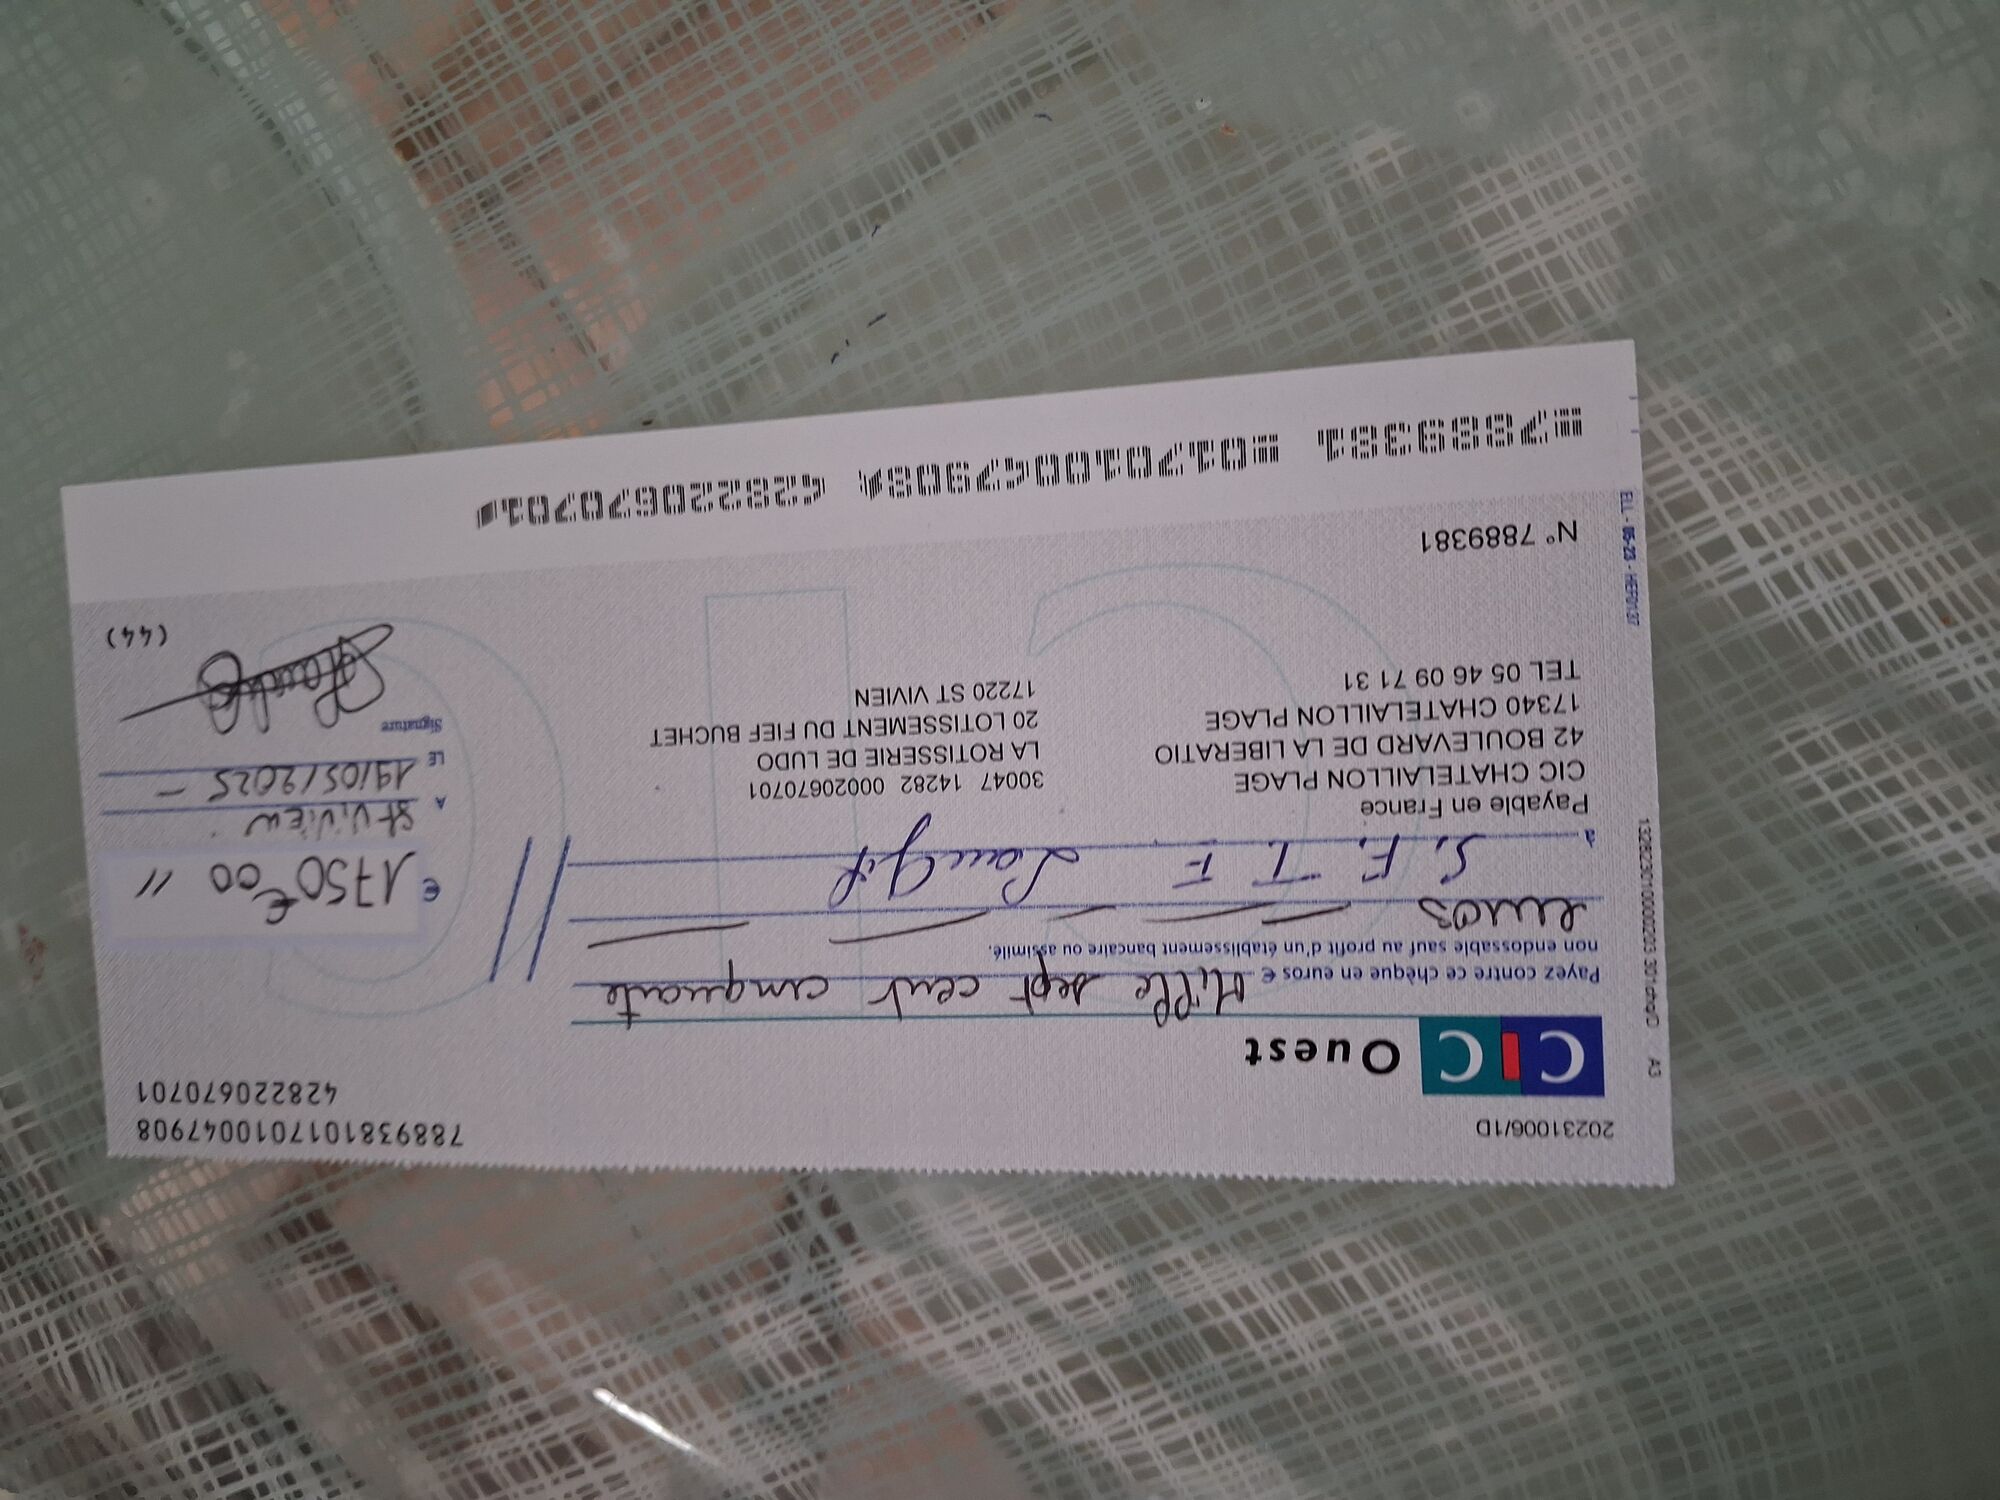 20231006/1D
7889381017010047908
428220670701
CIC Ouest
Payez contre ce chèque en euros € Mille sept cent cinquante
non endossable sauf au profit d'un établissement bancaire ou assimilé.
euros
€ 1750€00 //
à S. F. T. F
A St ViViEN
LE 19/05/2025 -
Payable en France
CIC CHATELAILLON PLAGE
42 BOULEVARD DE LA LIBERATIO
17340 CHATELAILLON PLAGE
TEL 05 46 09 71 31
30047 14282 00020670701
LA ROTISSERIE DE LUDO
20 LOTISSEMENT DU FIEF BUCHET
17220 ST VIVIEN
Signature
(44)
N° 7889381
7889381 017010047908 428220670701
A3